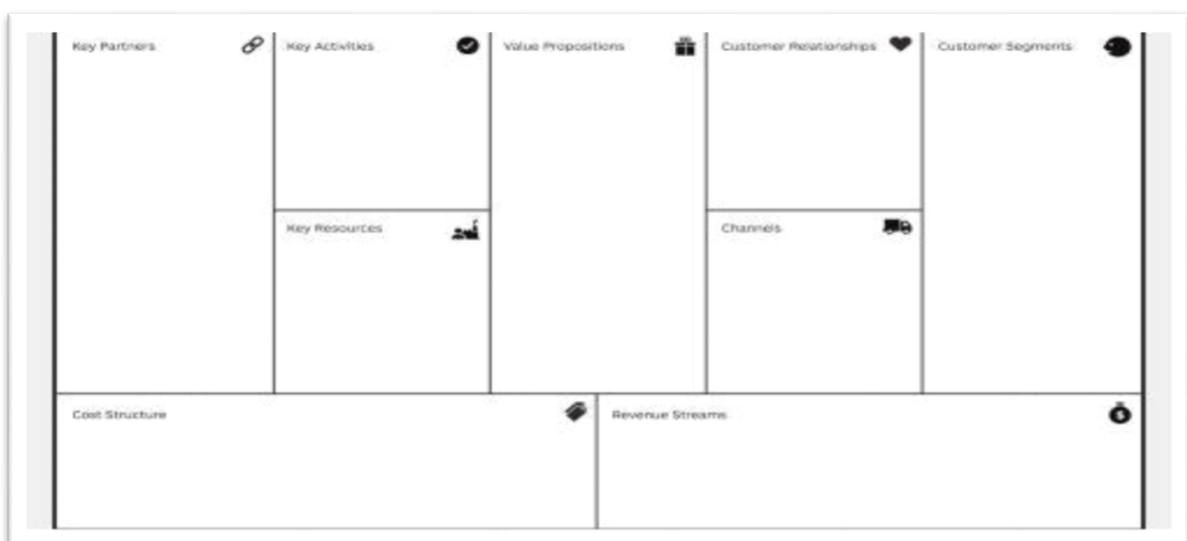 Key Partners
Key Activities
Value Propositions
Customer Relationships
Customer Segments
Key Resources
Channels
Cost Structure
Revenue Streams